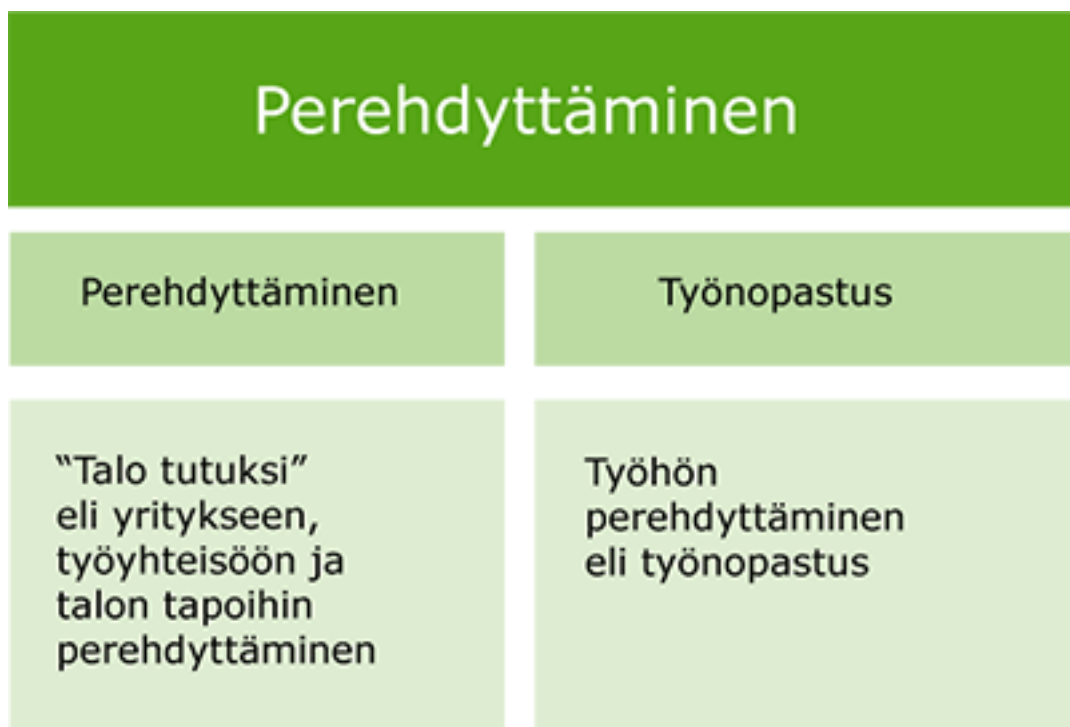 Perehdyttäminen
Perehdyttäminen
Työnopastus
“Talo tutuksi”
eli yritykseen,
työyhteisöön ja
talon tapoihin
perehdyttäminen
Työhön
perehdyttäminen
eli työnopastus